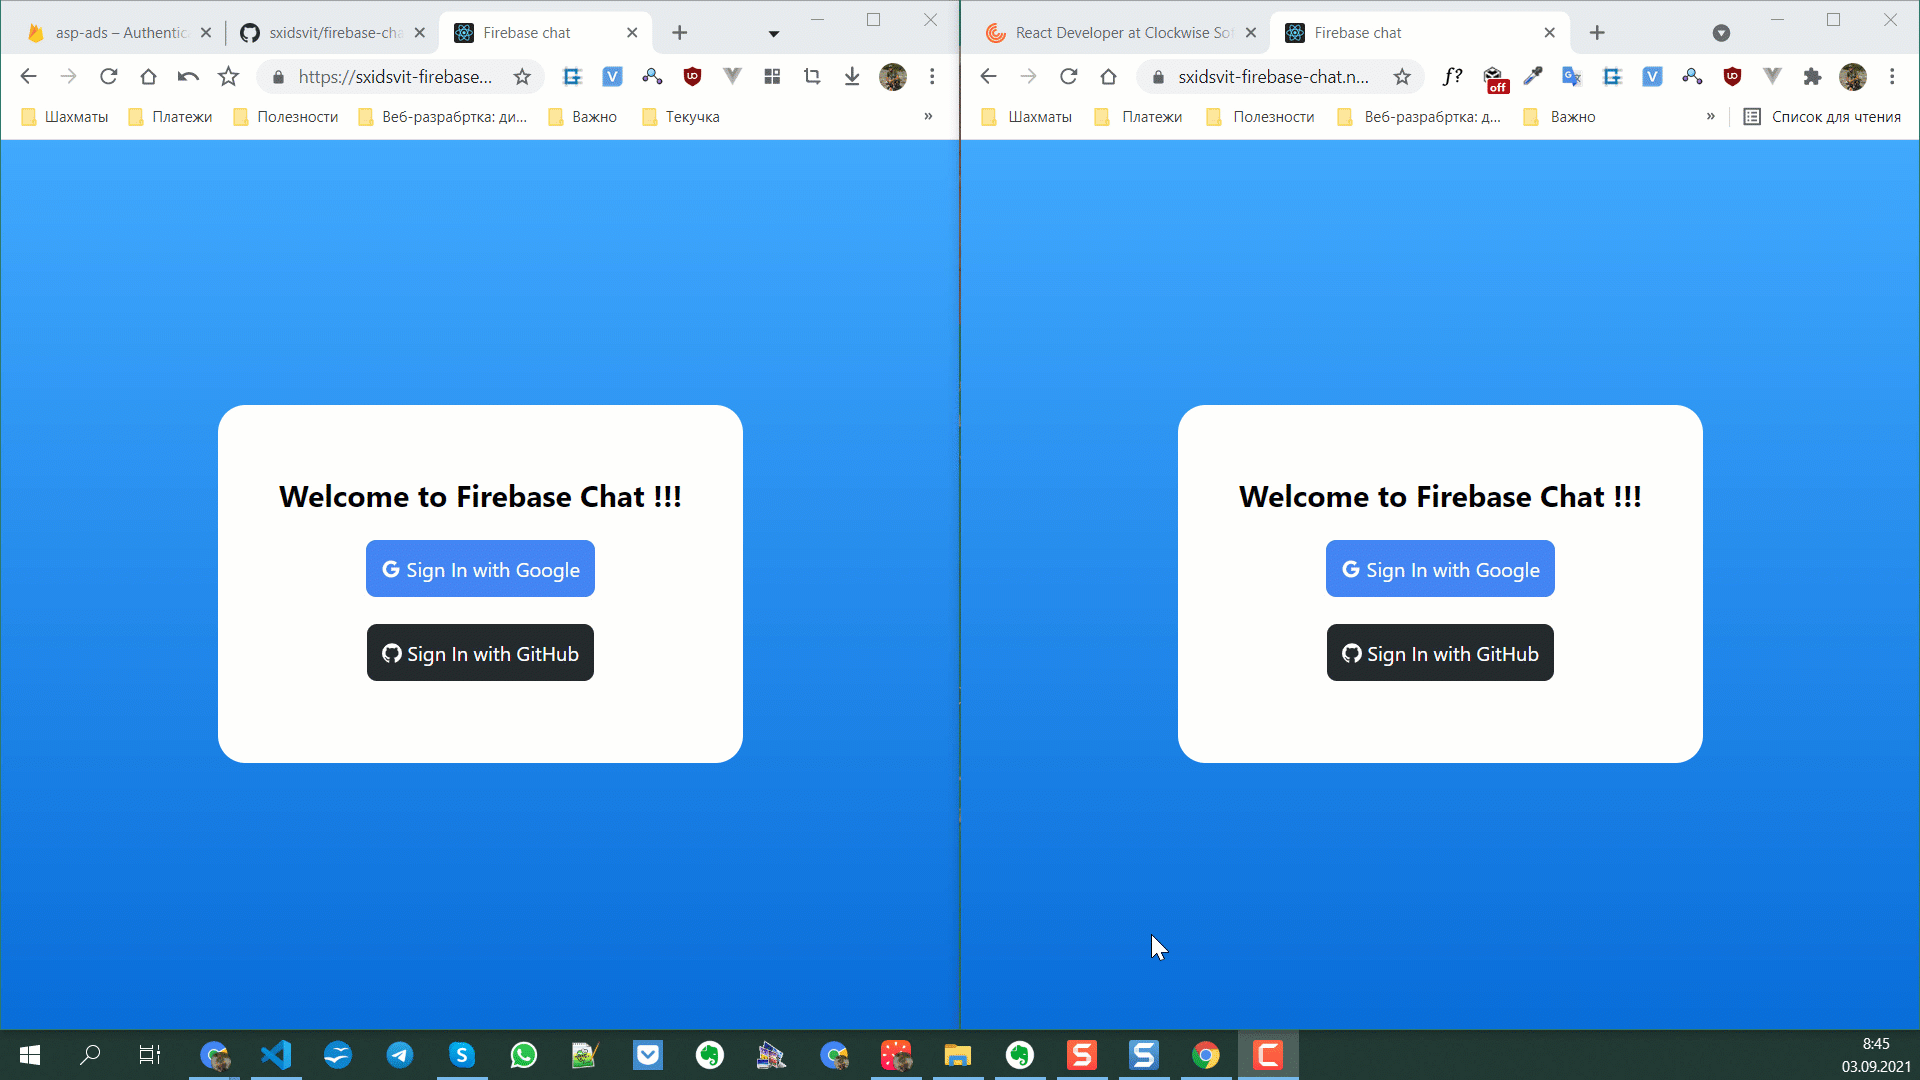 asp-ads – Authentic
sxidsvit/firebase-cha
Firebase chat
https://sxidsvit-firebase...
Шахматы
Платежи
Полезности
Веб-разрабртка: ди...
Важно
Текучка
»
Welcome to Firebase Chat !!!
G Sign In with Google
Sign In with GitHub
React Developer at Clockwise Sof
Firebase chat
sxidsvit-firebase-chat.n...
f?
off
Шахматы
Платежи
Полезности
Веб-разрабртка: д...
Важно
»
Список для чтения
Welcome to Firebase Chat !!!
G Sign In with Google
Sign In with GitHub
8:45
03.09.2021